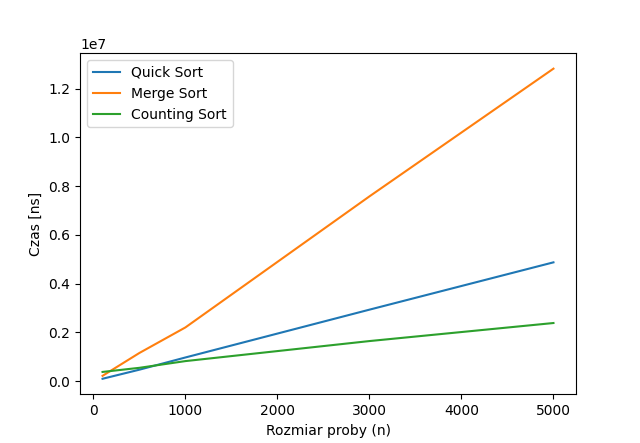 1e7
Quick Sort
Merge Sort
Counting Sort
1.2
1.0
0.8
0.6
0.4
0.2
0.0
Czas [ns]
0 1000 2000 3000 4000 5000
Rozmiar proby (n)